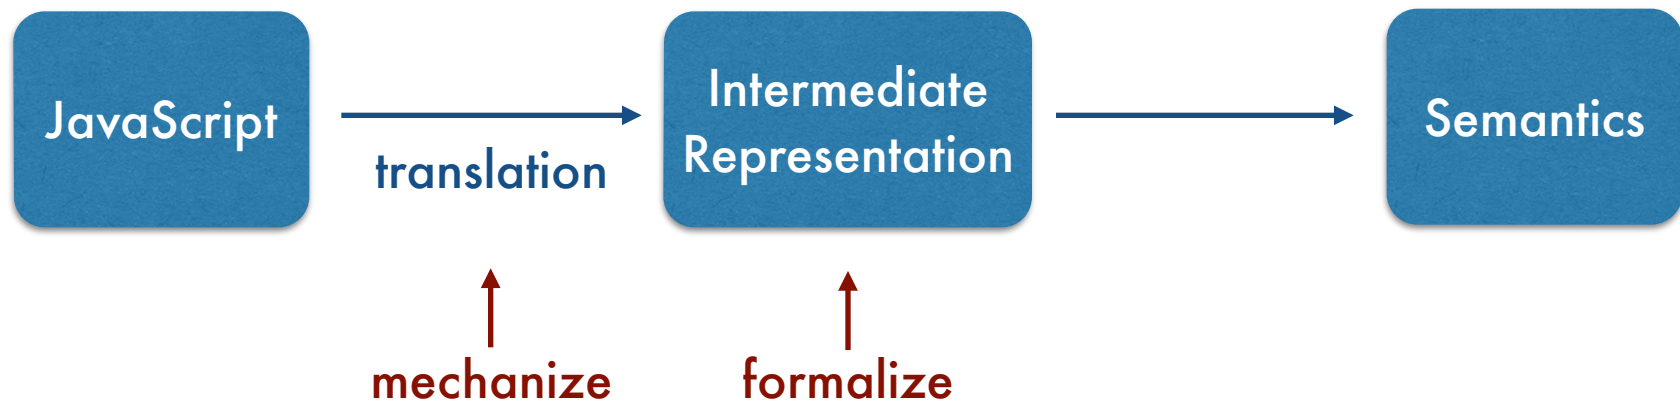 JavaScript
translation
Intermediate
Representation
Semantics
mechanize
formalize